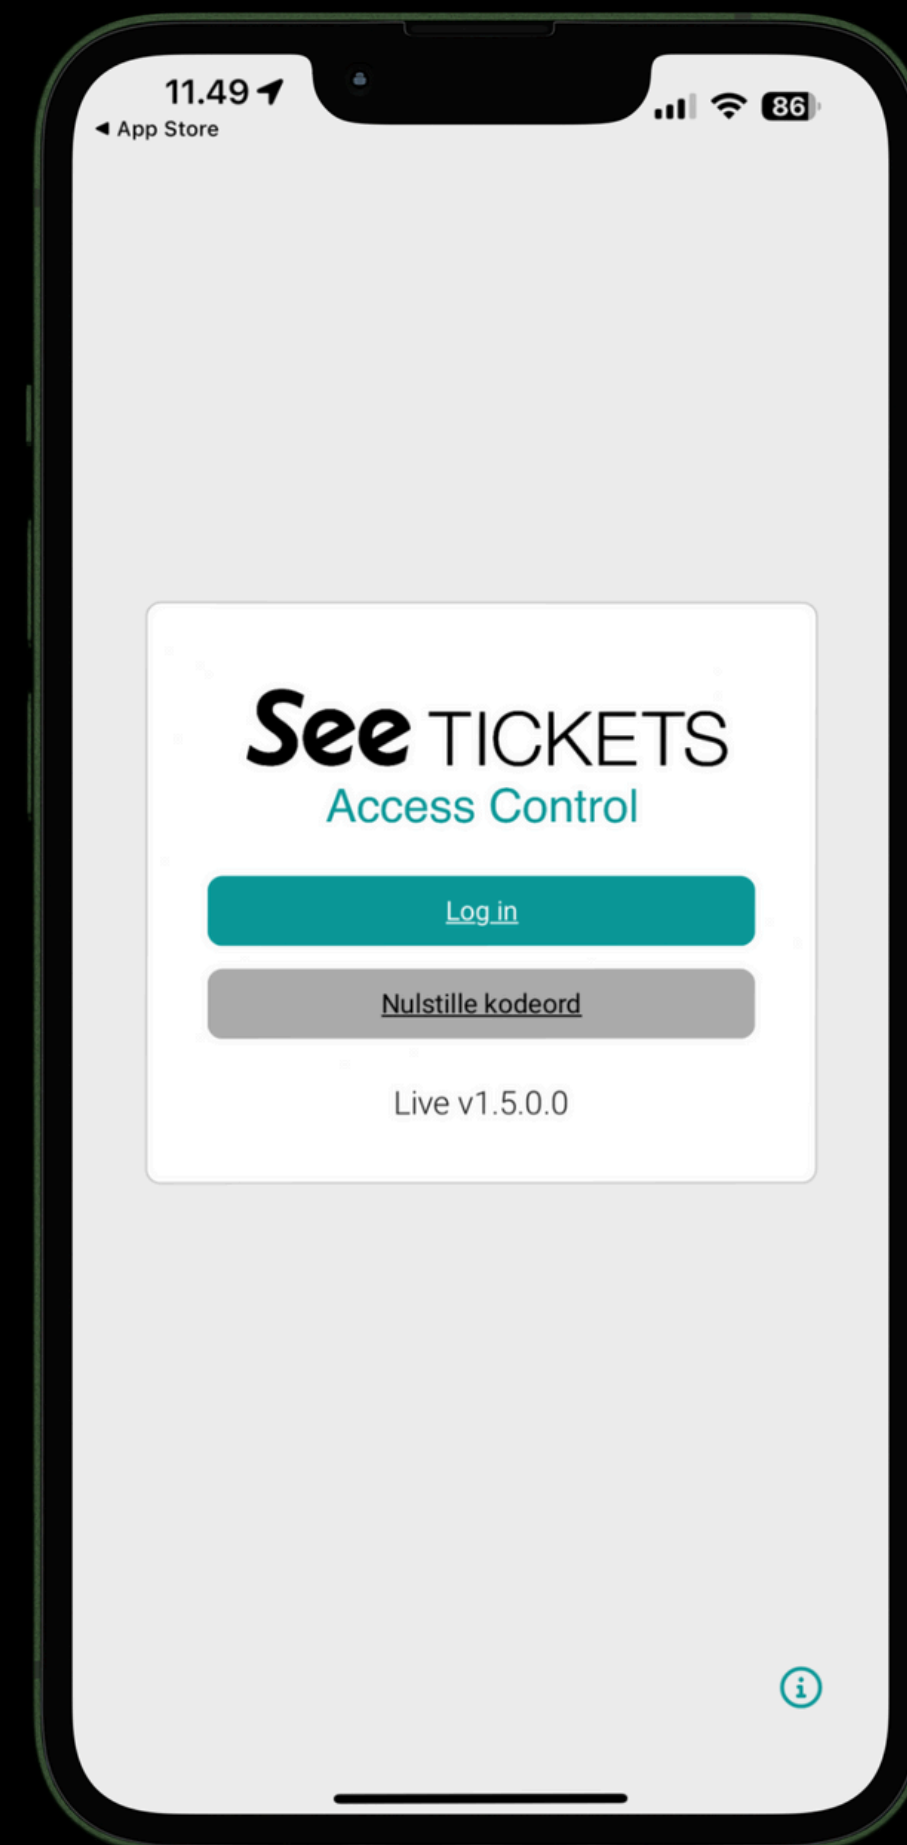 11.49
86
◀ App Store
See TICKETS
Access Control
Log in
Nulstille kodeord
Live v1.5.0.0